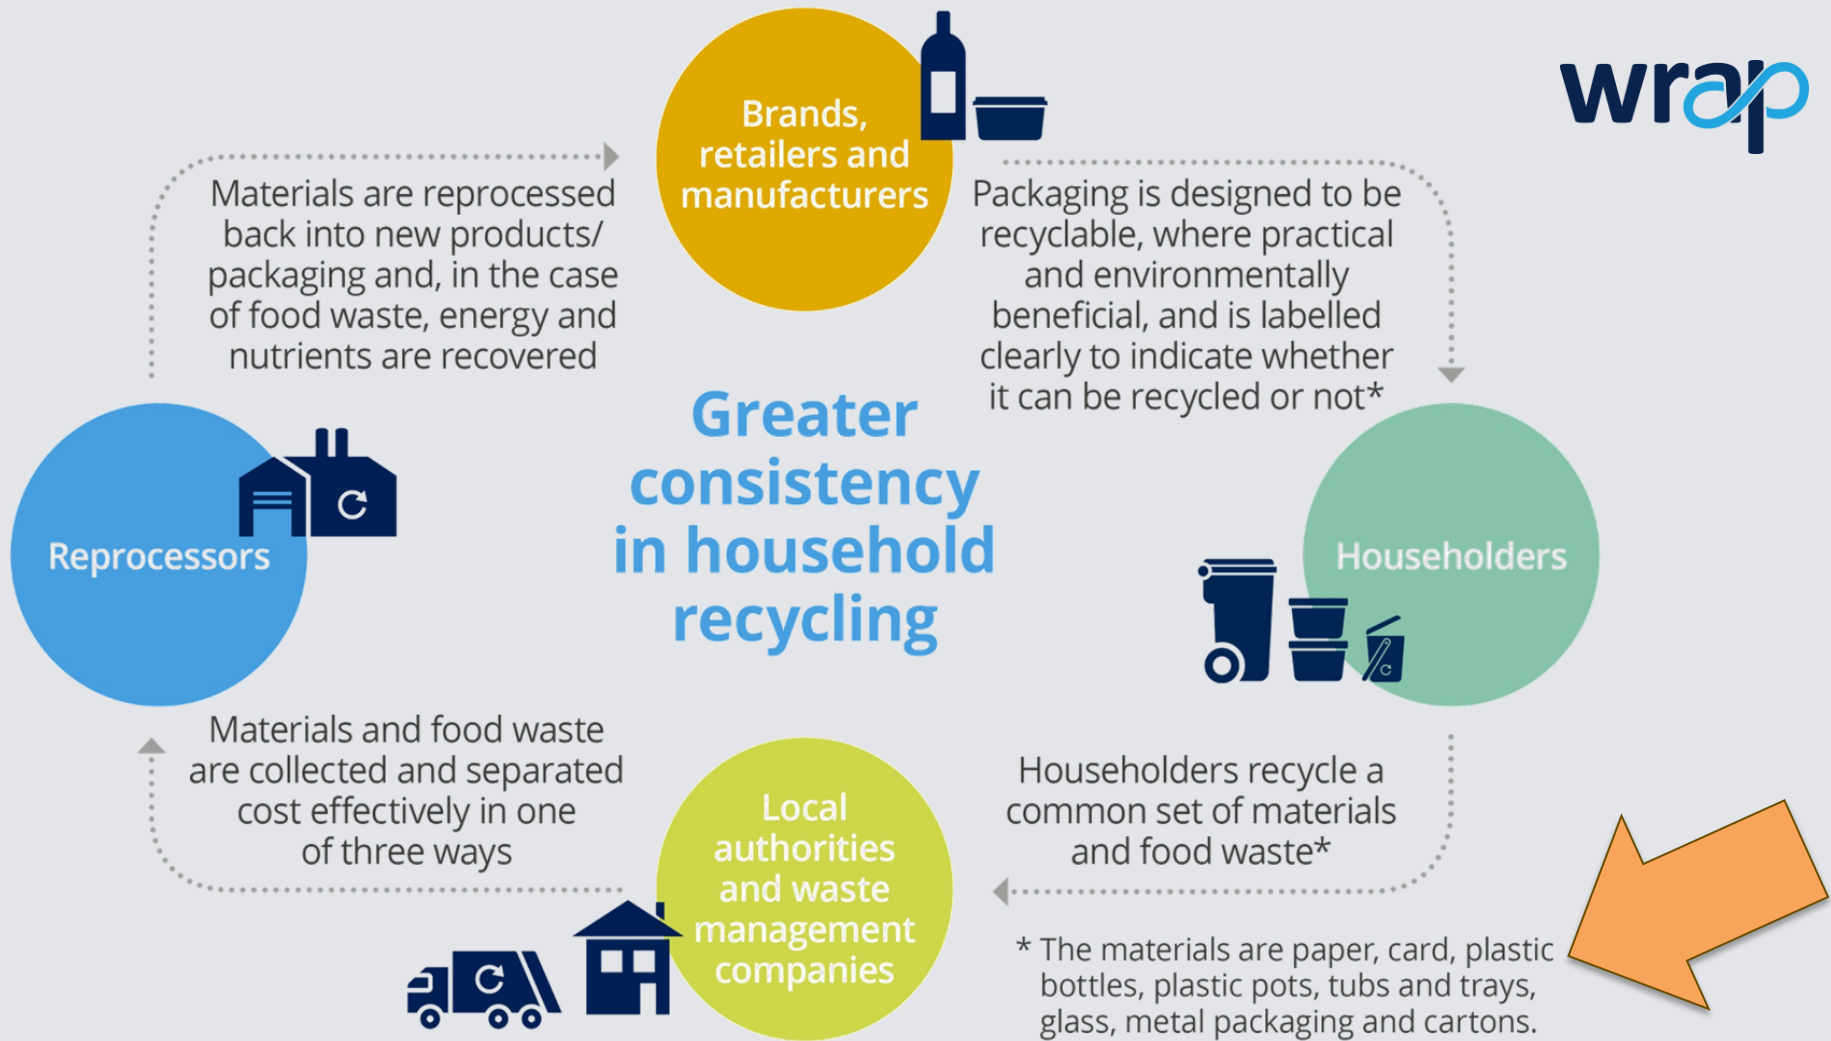 wrap
Brands,
retailers and
manufacturers
Packaging is designed to be
recyclable, where practical
and environmentally
beneficial, and is labelled
clearly to indicate whether
it can be recycled or not*
Householders
Householders recycle a
common set of materials
and food waste*
* The materials are paper, card, plastic
bottles, plastic pots, tubs and trays,
glass, metal packaging and cartons.
Local
authorities
and waste
management
companies
Materials and food waste
are collected and separated
cost effectively in one
of three ways
Reprocessors
Materials are reprocessed
back into new products/
packaging and, in the case
of food waste, energy and
nutrients are recovered
Greater
consistency
in household
recycling